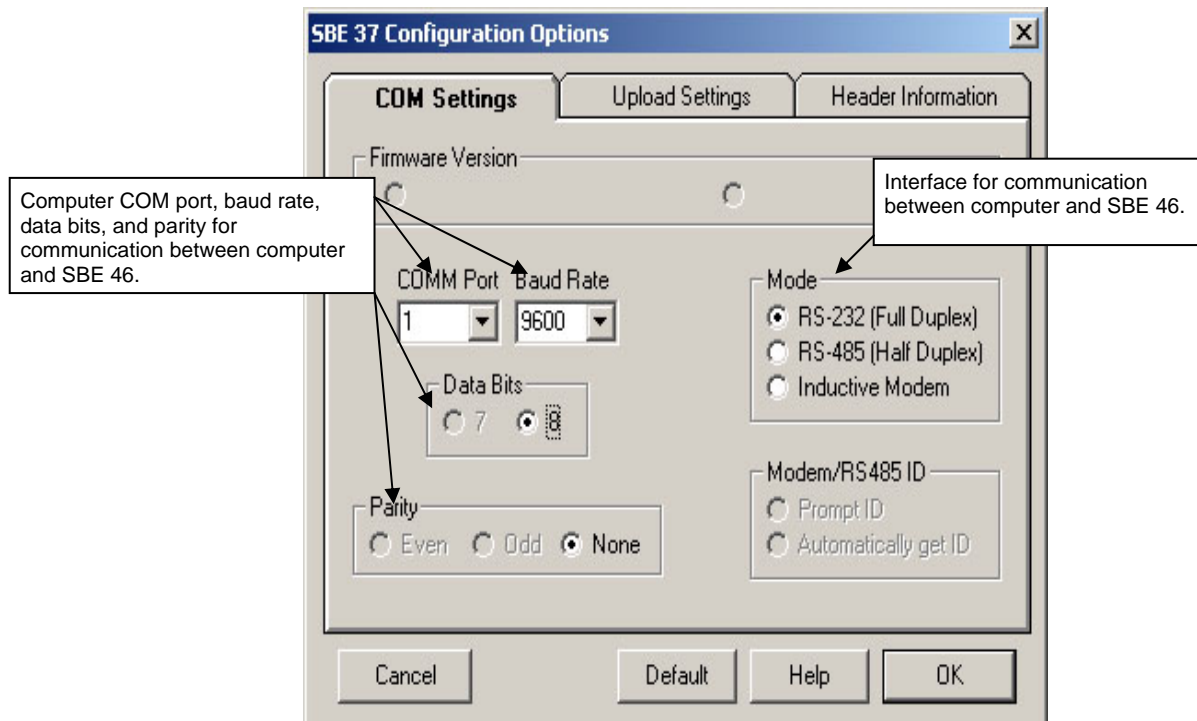 SBE 37 Configuration Options
COM Settings
Upload Settings
Header Information
Firmware Version
Computer COM port, baud rate,
data bits, and parity for
communication between computer
and SBE 46.
Interface for communication
between computer and SBE 46.
COMM Port
Baud Rate
1
9600
Data Bits
7
8
Parity
Even
Odd
None
Mode
RS-232 (Full Duplex)
RS-485 (Half Duplex)
Inductive Modem
Modem/RS485 ID
Prompt ID
Automatically get ID
Cancel
Default
Help
OK